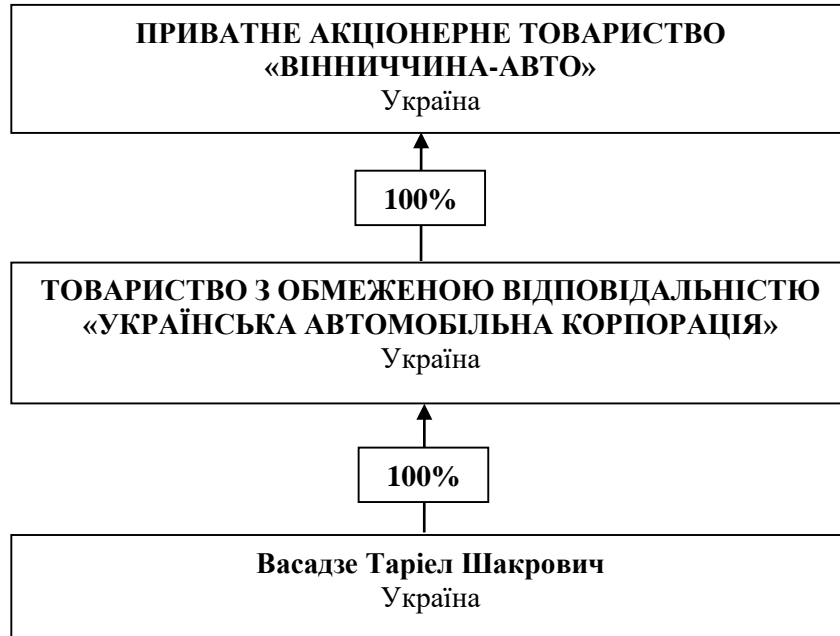 ПРИВАТНЕ АКЦІОНЕРНЕ ТОВАРИСТВО
«ВІННИЧЧИНА-АВТО»
Україна
100%
ТОВАРИСТВО З ОБМЕЖЕНОЮ ВІДПОВІДАЛЬНІСТЮ
«УКРАЇНСЬКА АВТОМОБІЛЬНА КОРПОРАЦІЯ»
Україна
100%
Васадзе Таріел Шакрович
Україна